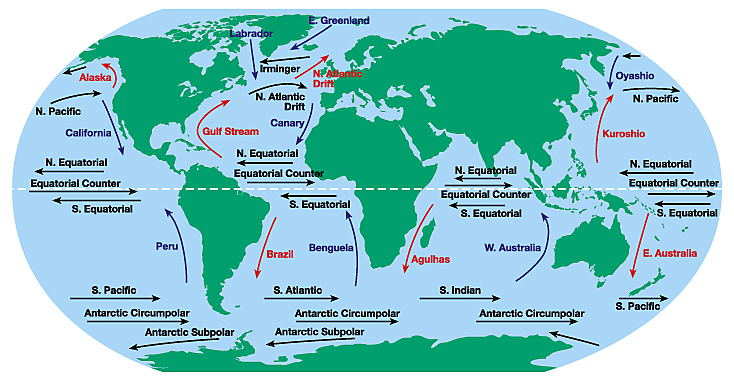 E. Greenland
Labrador
Irminger
Alaska
N. Atlantic
Drift
Oyashio
N. Pacific
N. Atlantic
Drift
N. Pacific
California
Gulf Stream
Canary
Kuroshio
N. Equatorial
N. Equatorial
N. Equatorial
N. Equatorial
Equatorial Counter
Equatorial Counter
Equatorial Counter
Equatorial Counter
S. Equatorial
S. Equatorial
S. Equatorial
S. Equatorial
Peru
Brazil
Benguela
Agulhas
W. Australia
E. Australia
S. Pacific
S. Atlantic
S. Indian
S. Pacific
Antarctic Circumpolar
Antarctic Circumpolar
Antarctic Circumpolar
Antarctic Subpolar
Antarctic Subpolar